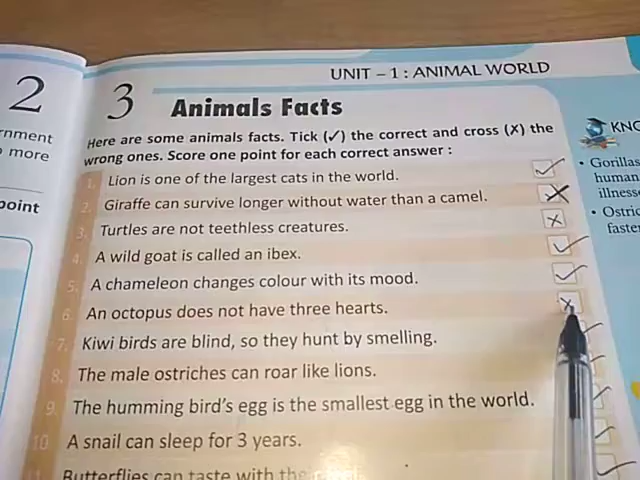 UNIT – 1 : ANIMAL WORLD
2
3 Animals Facts
rnment
more
point
Here are some animals facts. Tick (✓) the correct and cross (✗) the
wrong ones. Score one point for each correct answer :
1. Lion is one of the largest cats in the world. ✓
2. Giraffe can survive longer without water than a camel. ✗
3. Turtles are not teethless creatures. ✗
4. A wild goat is called an ibex. ✓
5. A chameleon changes colour with its mood. ✓
6. An octopus does not have three hearts. ✗
7. Kiwi birds are blind, so they hunt by smelling.
8. The male ostriches can roar like lions.
9. The humming bird's egg is the smallest egg in the world.
10 A snail can sleep for 3 years.
11 Butterflies can taste with
KNO
• Gorillas
human
illness
• Ostric
faster